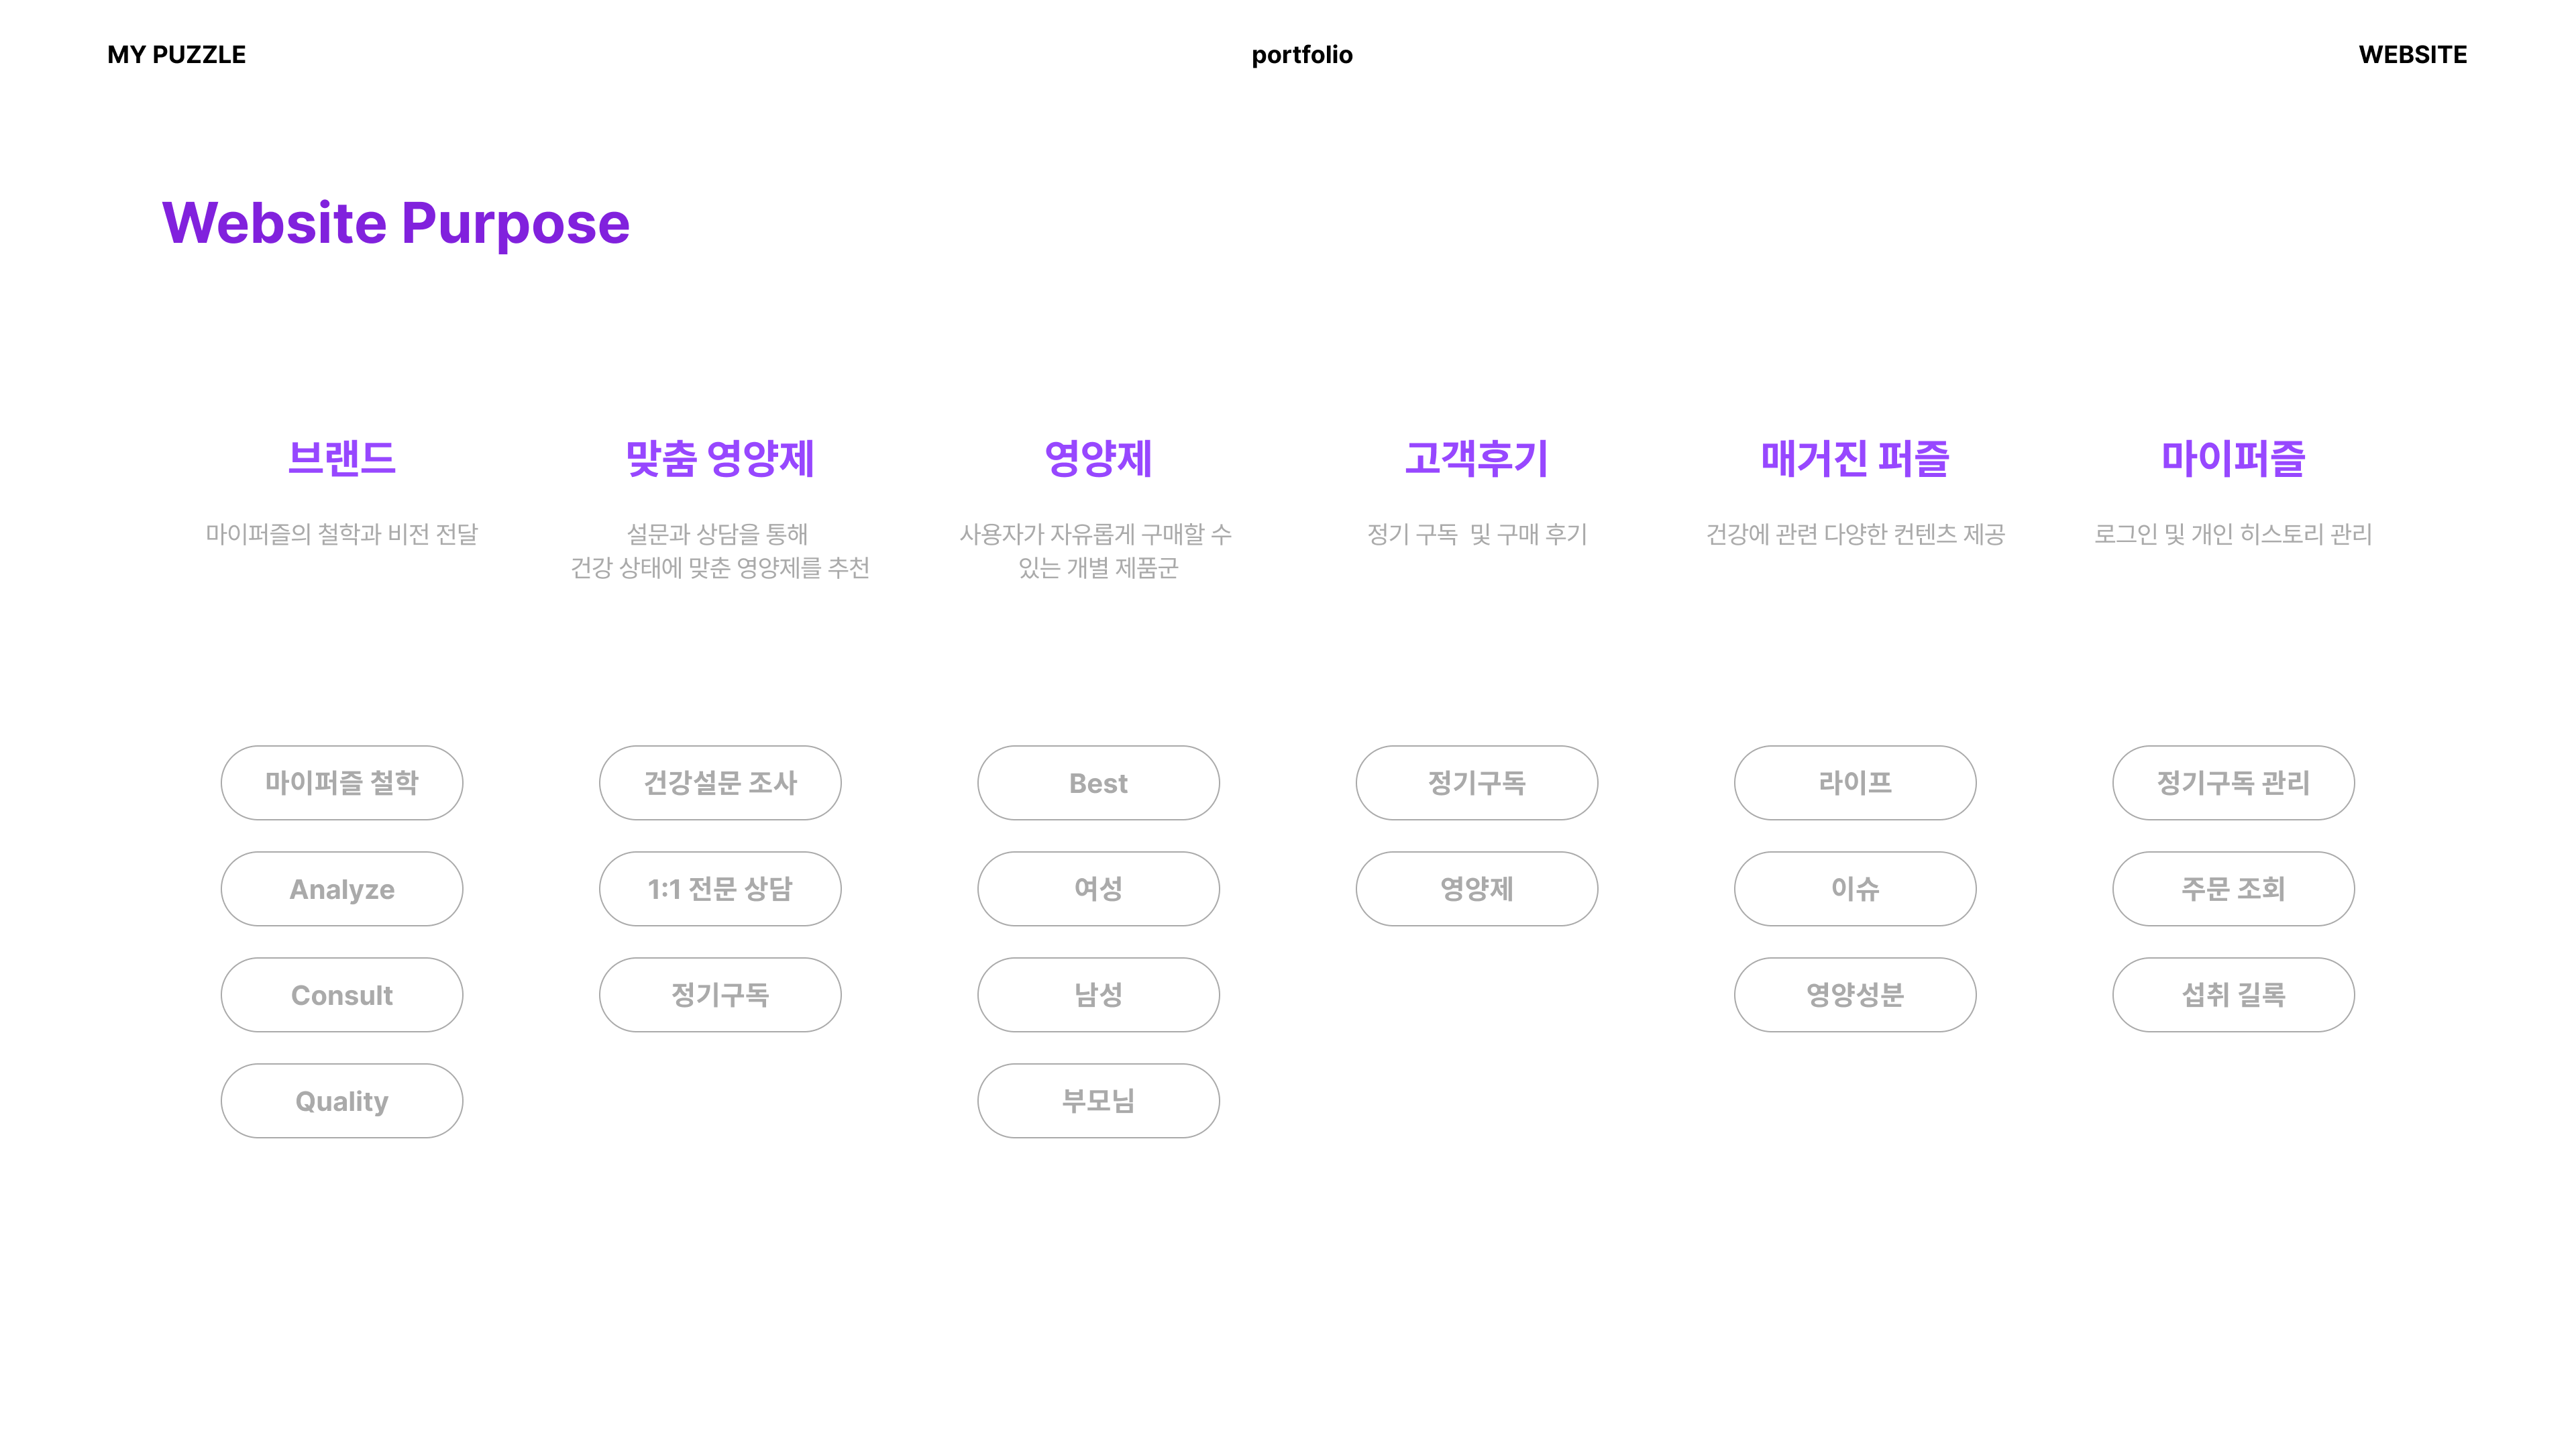 MY PUZZLE
portfolio
WEBSITE
Website Purpose
브랜드
마이퍼즐의 철학과 비전 전달
마이퍼즐 철학
Analyze
Consult
Quality
맞춤 영양제
설문과 상담을 통해
건강 상태에 맞춘 영양제를 추천
건강설문 조사
1:1 전문 상담
정기구독
영양제
사용자가 자유롭게 구매할 수
있는 개별 제품군
Best
여성
남성
부모님
고객후기
정기 구독 및 구매 후기
정기구독
영양제
매거진 퍼즐
건강에 관련 다양한 컨텐츠 제공
라이프
이슈
영양성분
마이퍼즐
로그인 및 개인 히스토리 관리
정기구독 관리
주문 조회
섭취 길록